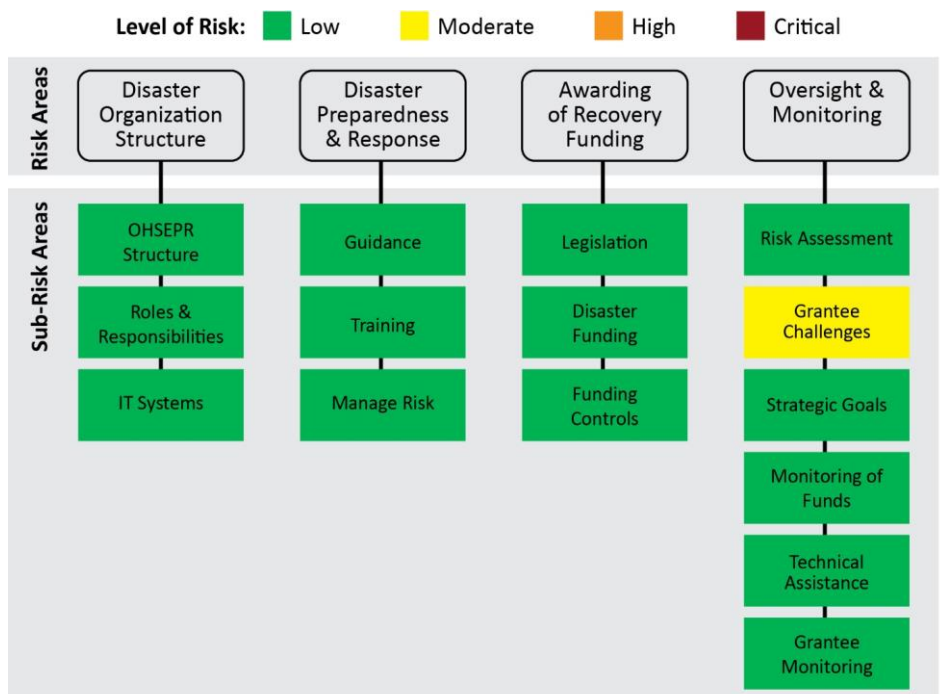 Level of Risk: Low Moderate High Critical
Risk Areas
Disaster
Organization
Structure
Disaster
Preparedness
& Response
Awarding
of Recovery
Funding
Oversight &
Monitoring
Sub-Risk Areas
OHSEPR
Structure
Roles &
Responsibilities
IT Systems
Guidance
Training
Manage Risk
Legislation
Disaster
Funding
Funding
Controls
Risk Assessment
Grantee
Challenges
Strategic Goals
Monitoring of
Funds
Technical
Assistance
Grantee
Monitoring